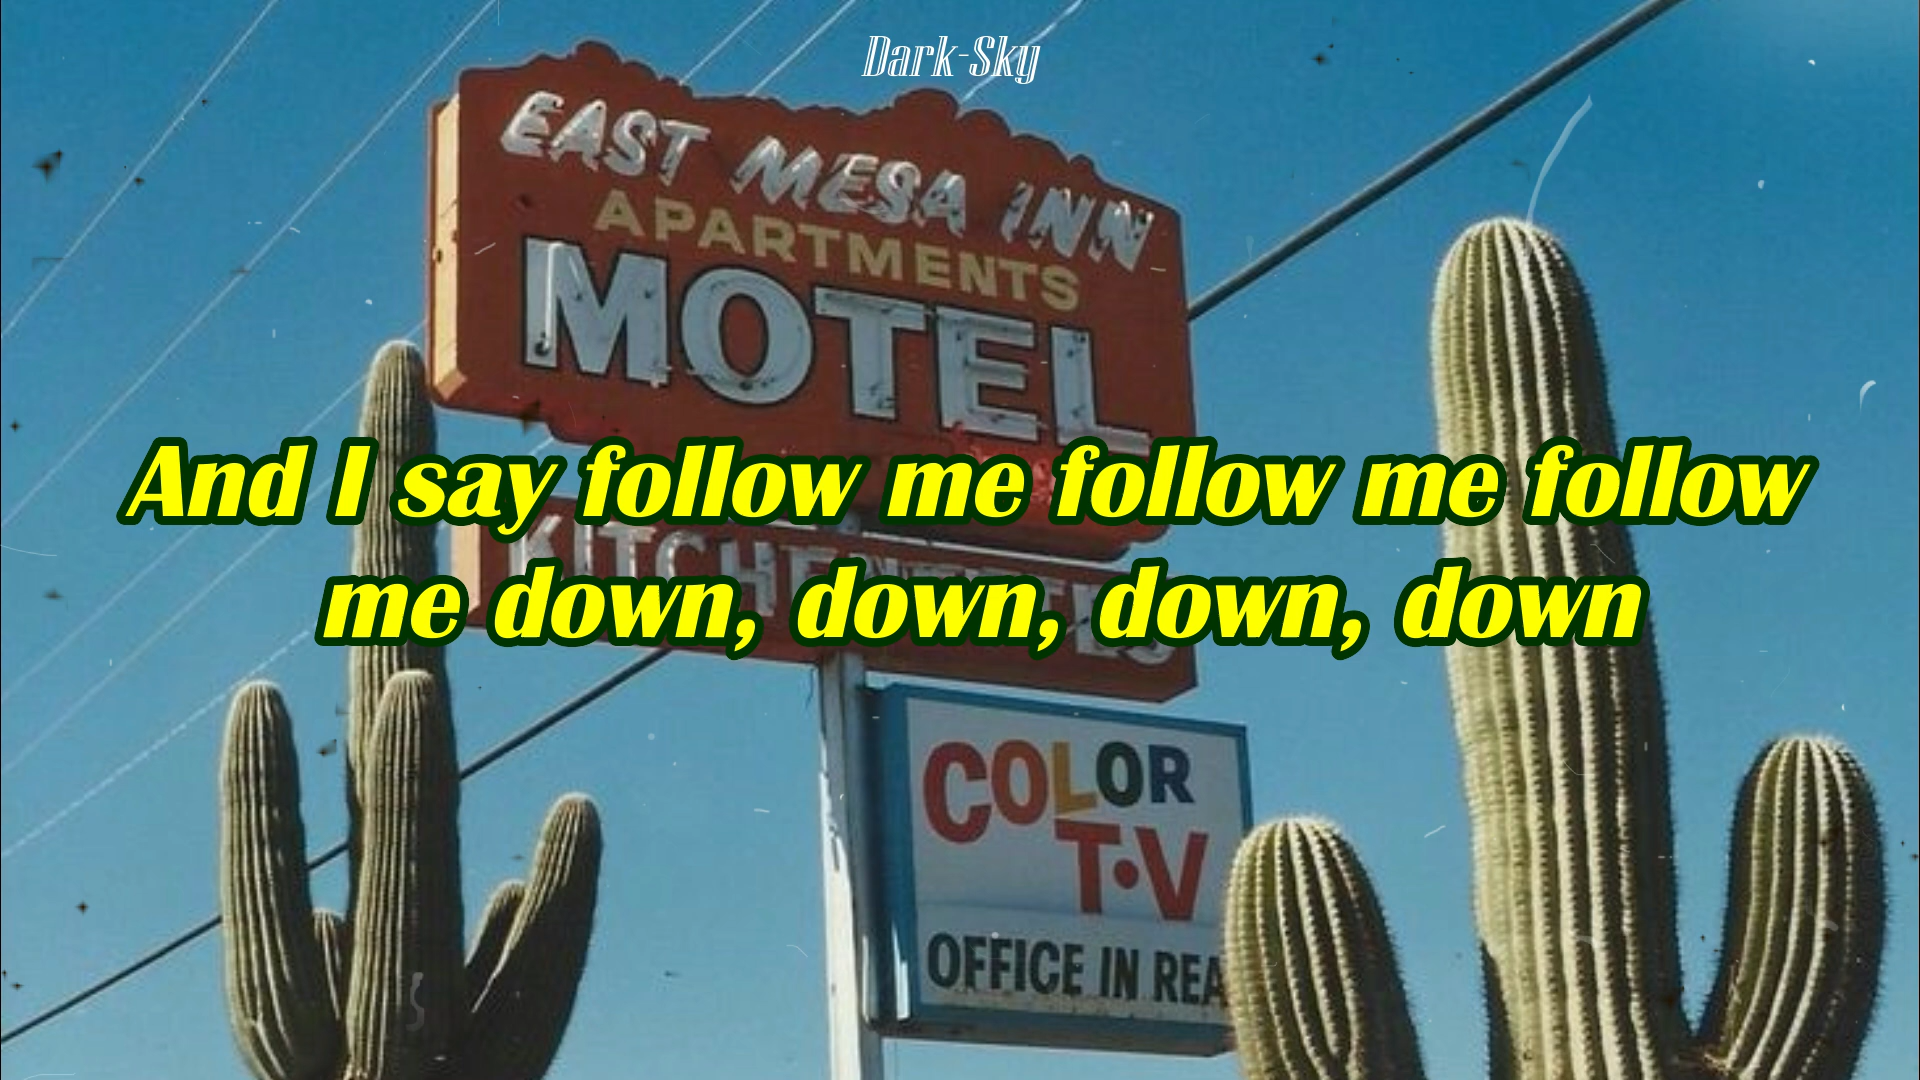 Dark-Sky
EAST MESA INN
APARTMENTS
MOTEL
And I say follow me follow me follow
KITCHENETTES
me down, down, down, down
COLOR
T·V
OFFICE IN REA